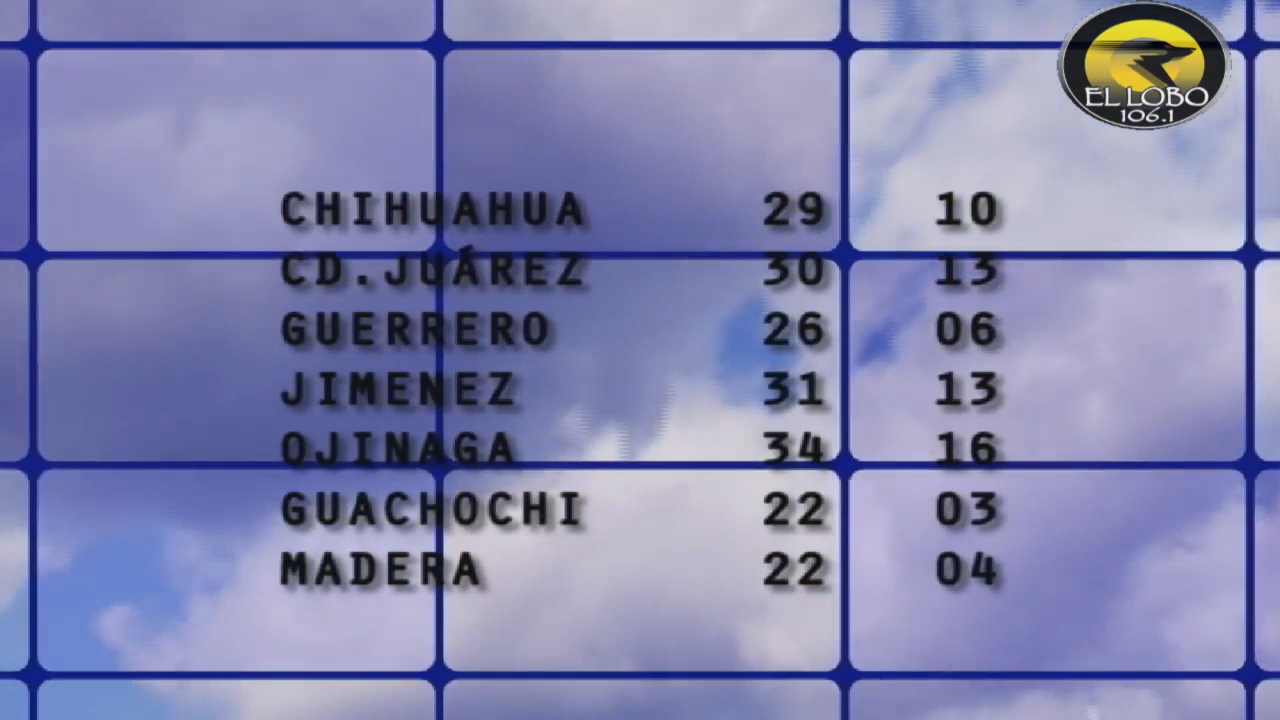 EL LOBO
106.1
CHIHUAHUA 29 10
CD.JUÁREZ 30 13
GUERRERO 26 06
JIMENEZ 31 13
OJINAGA 34 16
GUACHOCHI 22 03
MADERA 22 04